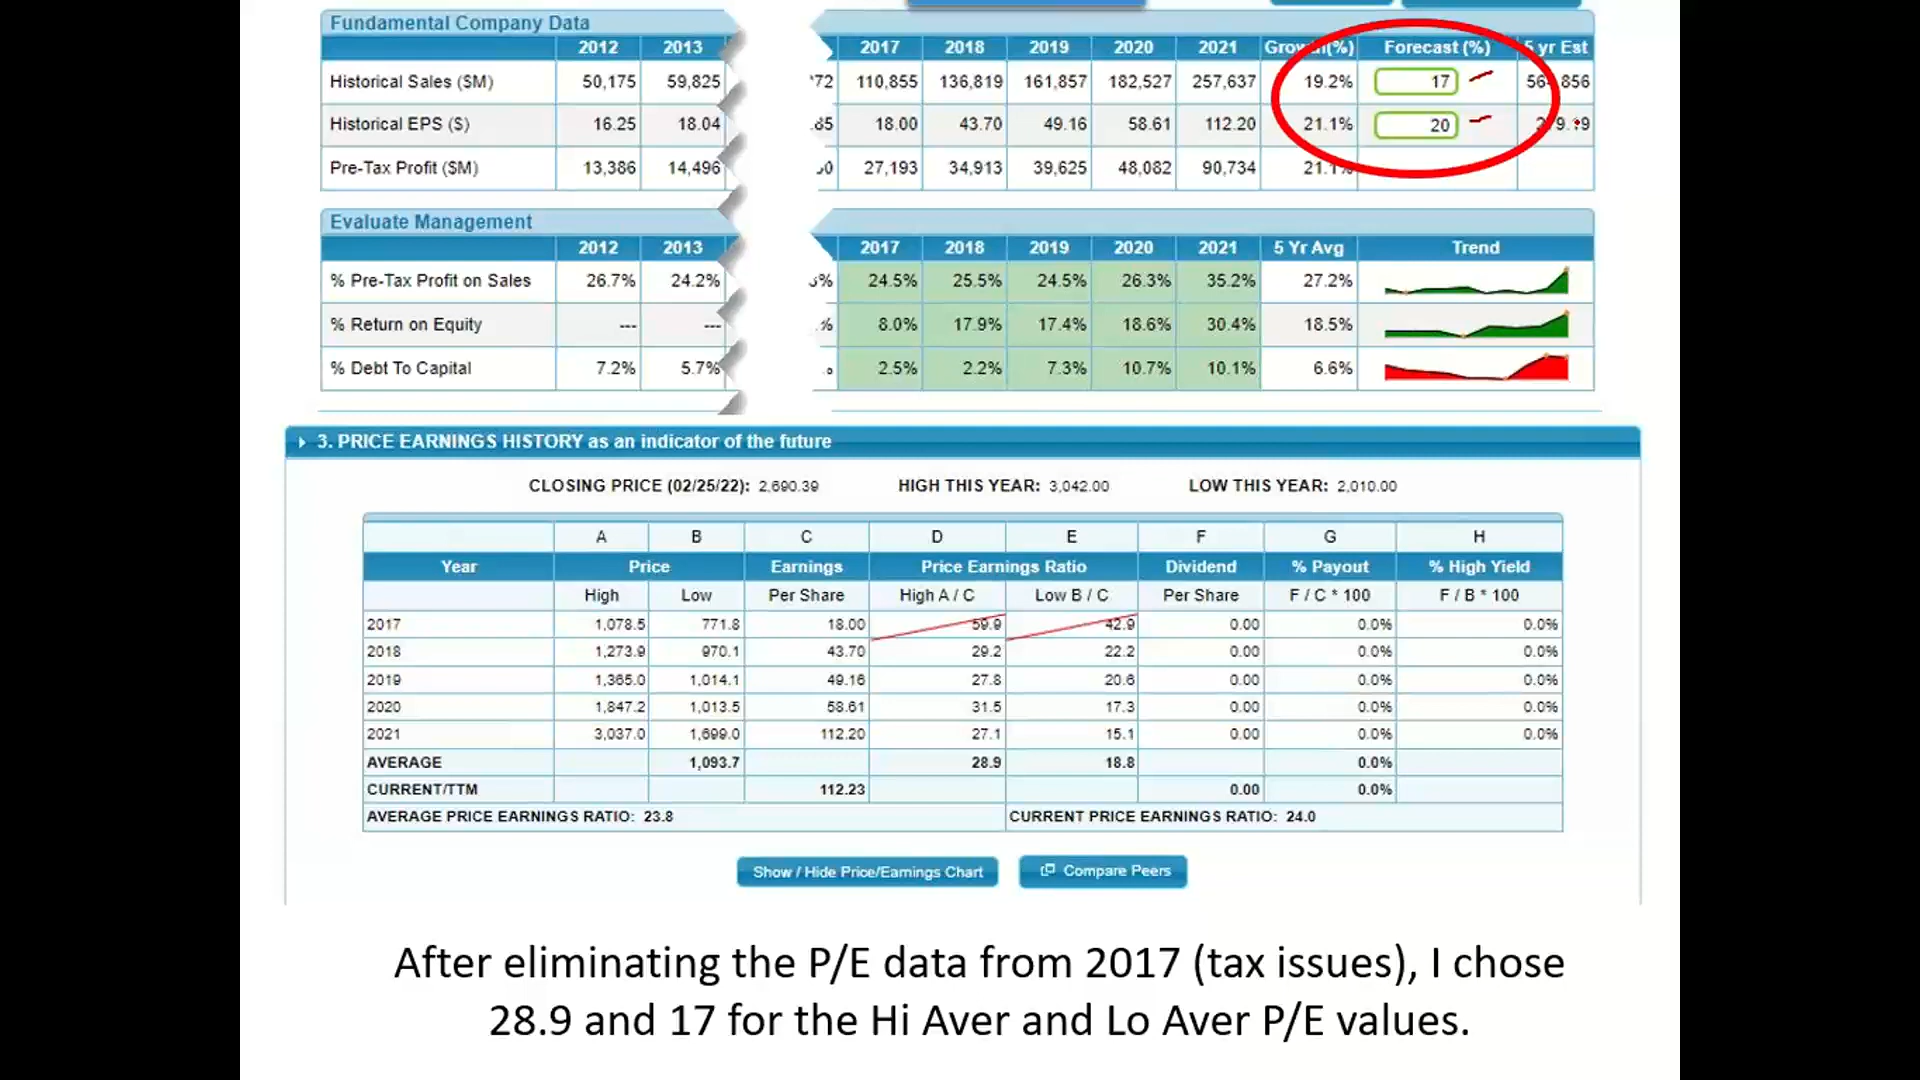 Fundamental Company Data
2012 2013 2017 2018 2019 2020 2021 Growth(%) Forecast (%) 5 yr Est
Historical Sales ($M) 50,175 59,825 110,855 136,819 161,857 182,527 257,637 19.2% 17
Historical EPS ($) 16.25 18.04 18.00 43.70 49.16 58.61 112.20 21.1% 20
Pre-Tax Profit ($M) 13,386 14,496 27,193 34,913 39,625 48,082 90,734 21.1%
Evaluate Management
2012 2013 2017 2018 2019 2020 2021 5 Yr Avg Trend
% Pre-Tax Profit on Sales 26.7% 24.2% 24.5% 25.5% 24.5% 26.3% 35.2% 27.2%
% Return on Equity --- --- 8.0% 17.9% 17.4% 18.6% 30.4% 18.5%
% Debt To Capital 7.2% 5.7% 2.5% 2.2% 7.3% 10.7% 10.1% 6.6%
3. PRICE EARNINGS HISTORY as an indicator of the future
CLOSING PRICE (02/25/22): 2,690.39 HIGH THIS YEAR: 3,042.00 LOW THIS YEAR: 2,010.00
A B C D E F G H
Year Price Earnings Price Earnings Ratio Dividend % Payout % High Yield
High Low Per Share High A / C Low B / C Per Share F / C * 100 F / B * 100
2017 1,078.5 771.8 18.00 59.9 42.9 0.00 0.0% 0.0%
2018 1,273.9 970.1 43.70 29.2 22.2 0.00 0.0% 0.0%
2019 1,365.0 1,014.1 49.16 27.8 20.6 0.00 0.0% 0.0%
2020 1,847.2 1,013.5 58.61 31.5 17.3 0.00 0.0% 0.0%
2021 3,037.0 1,699.0 112.20 27.1 15.1 0.00 0.0% 0.0%
AVERAGE 1,093.7 28.9 18.8 0.0%
CURRENT/TTM 112.23 0.00 0.0%
AVERAGE PRICE EARNINGS RATIO: 23.8 CURRENT PRICE EARNINGS RATIO: 24.0
Show / Hide Price/Earnings Chart Compare Peers
After eliminating the P/E data from 2017 (tax issues), I chose
28.9 and 17 for the Hi Aver and Lo Aver P/E values.